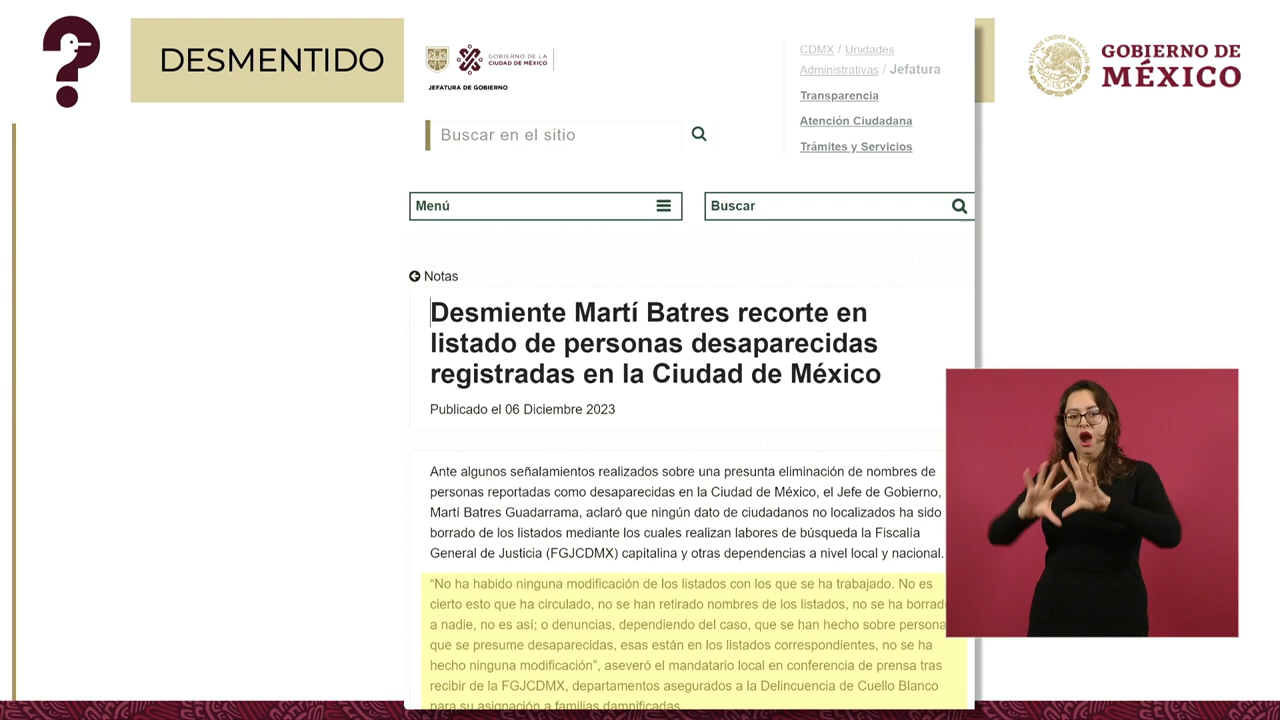 DESMENTIDO
GOBIERNO DE LA
CIUDAD DE MÉXICO
JEFATURA DE GOBIERNO
CDMX / Unidades
Administrativas / Jefatura
Transparencia
Atención Ciudadana
Trámites y Servicios
GOBIERNO DE
MÉXICO
Buscar en el sitio
Menú
Buscar
Notas
Desmiente Martí Batres recorte en
listado de personas desaparecidas
registradas en la Ciudad de México
Publicado el 06 Diciembre 2023
Ante algunos señalamientos realizados sobre una presunta eliminación de nombres de
personas reportadas como desaparecidas en la Ciudad de México, el Jefe de Gobierno,
Martí Batres Guadarrama, aclaró que ningún dato de ciudadanos no localizados ha sido
borrado de los listados mediante los cuales realizan labores de búsqueda la Fiscalía
General de Justicia (FGJCDMX) capitalina y otras dependencias a nivel local y nacional.
“No ha habido ninguna modificación de los listados con los que se ha trabajado. No es
cierto esto que ha circulado, no se han retirado nombres de los listados, no se ha borrad
a nadie, no es así; o denuncias, dependiendo del caso, que se han hecho sobre persona
que se presume desaparecidas, esas están en los listados correspondientes, no se ha
hecho ninguna modificación”, aseveró el mandatario local en conferencia de prensa tras
recibir de la FGJCDMX, departamentos asegurados a la Delincuencia de Cuello Blanco
para su asignación a familias damnificadas.